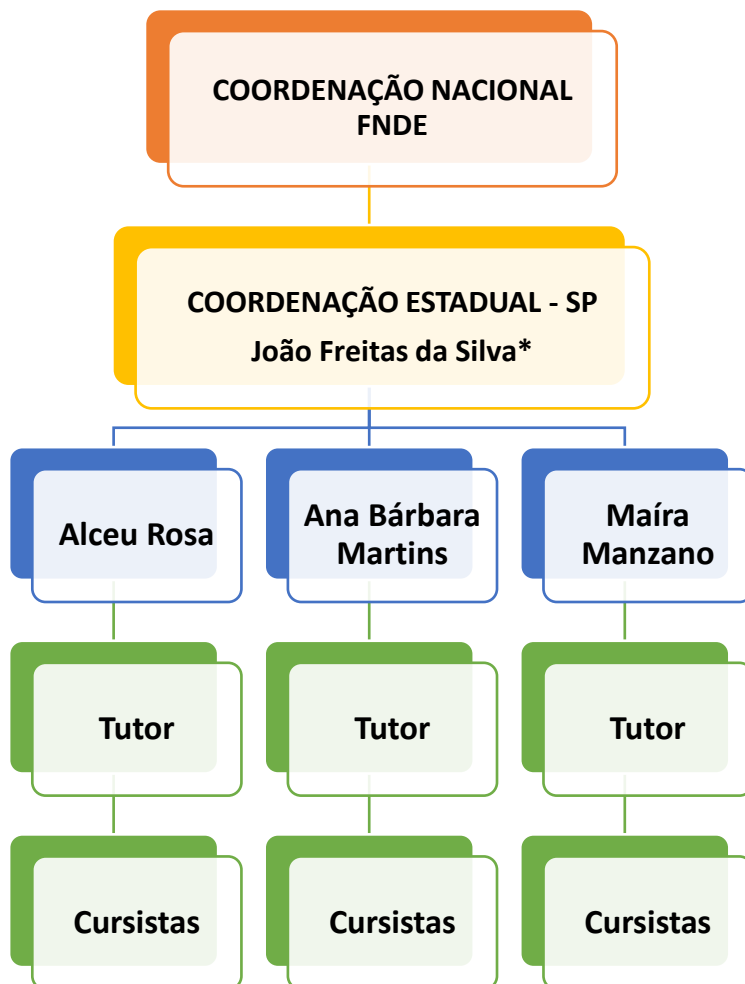 COORDENAÇÃO NACIONAL
FNDE
COORDENAÇÃO ESTADUAL - SP
João Freitas da Silva*
Alceu Rosa
Ana Bárbara
Martins
Maíra
Manzano
Tutor
Tutor
Tutor
Cursistas
Cursistas
Cursistas